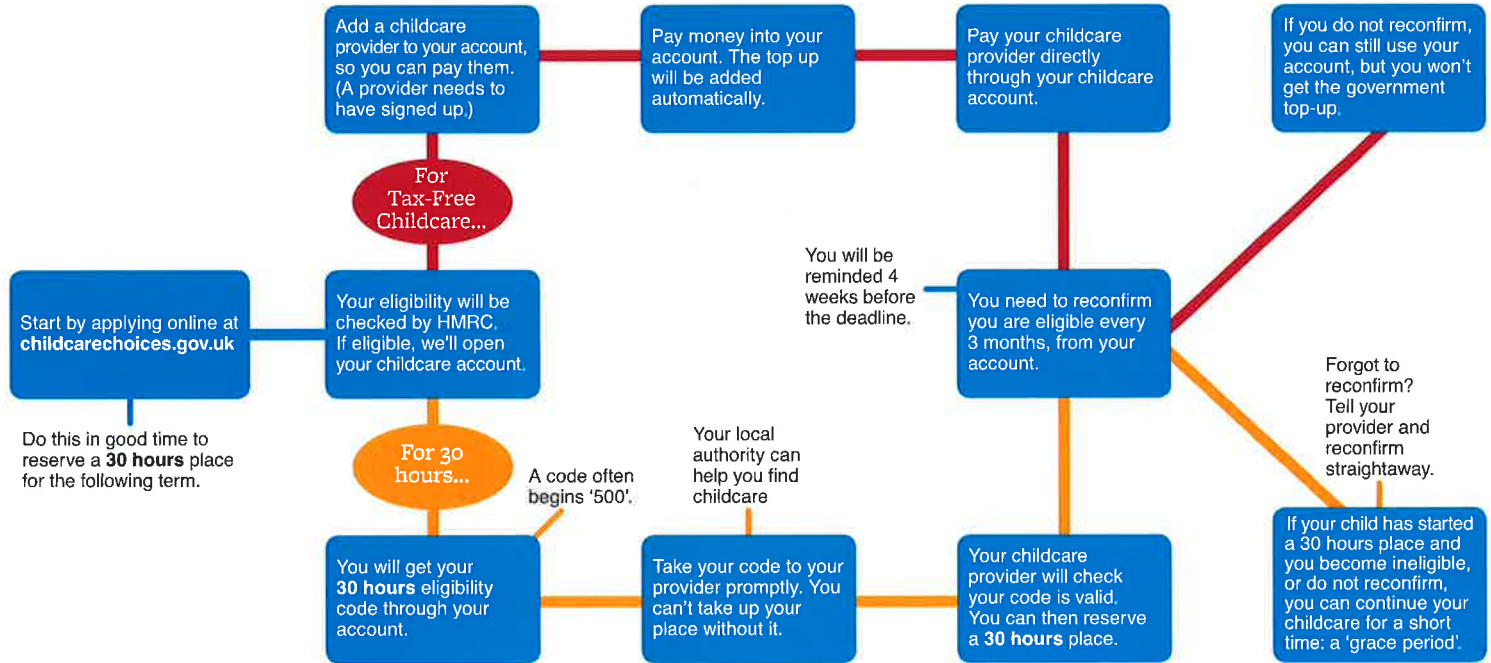 Start by applying online at
childcarechoices.gov.uk
Do this in good time to
reserve a 30 hours place
for the following term.
Your eligibility will be
checked by HMRC.
If eligible, we'll open
your childcare account.
For
Tax-Free
Childcare...
Add a childcare
provider to your account,
so you can pay them.
(A provider needs to
have signed up.)
Pay money into your
account. The top up
will be added
automatically.
Pay your childcare
provider directly
through your childcare
account.
For 30
hours...
You will get your
30 hours eligibility
code through your
account.
A code often
begins '500'.
Take your code to your
provider promptly. You
can't take up your
place without it.
Your local
authority can
help you find
childcare
Your childcare
provider will check
your code is valid.
You can then reserve
a 30 hours place.
You need to reconfirm
you are eligible every
3 months, from your
account.
You will be
reminded 4
weeks before
the deadline.
If you do not reconfirm,
you can still use your
account, but you won't
get the government
top-up.
Forgot to
reconfirm?
Tell your
provider and
reconfirm
straightaway.
If your child has started
a 30 hours place and
you become ineligible,
or do not reconfirm,
you can continue your
childcare for a short
time: a 'grace period'.